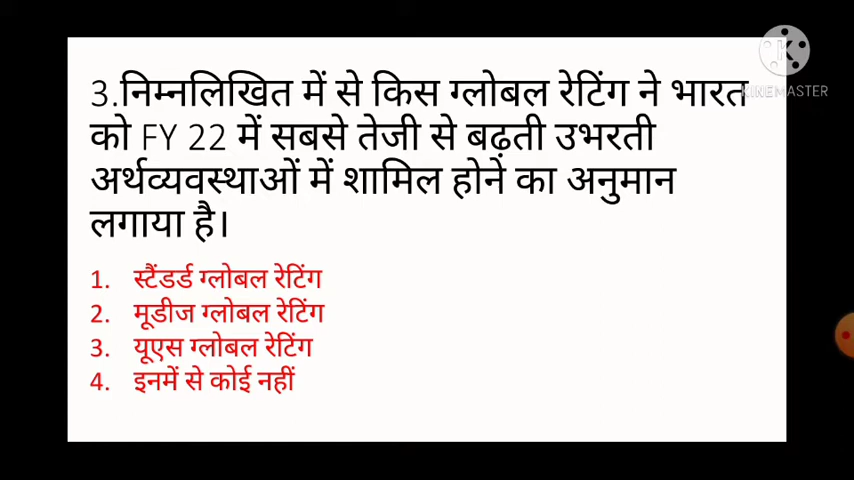 KINEMASTER
3.निम्नलिखित में से किस ग्लोबल रेटिंग ने भारत
को FY 22 में सबसे तेजी से बढ़ती उभरती
अर्थव्यवस्थाओं में शामिल होने का अनुमान
लगाया है।
1. स्टैंडर्ड ग्लोबल रेटिंग
2. मूडीज ग्लोबल रेटिंग
3. यूएस ग्लोबल रेटिंग
4. इनमें से कोई नहीं